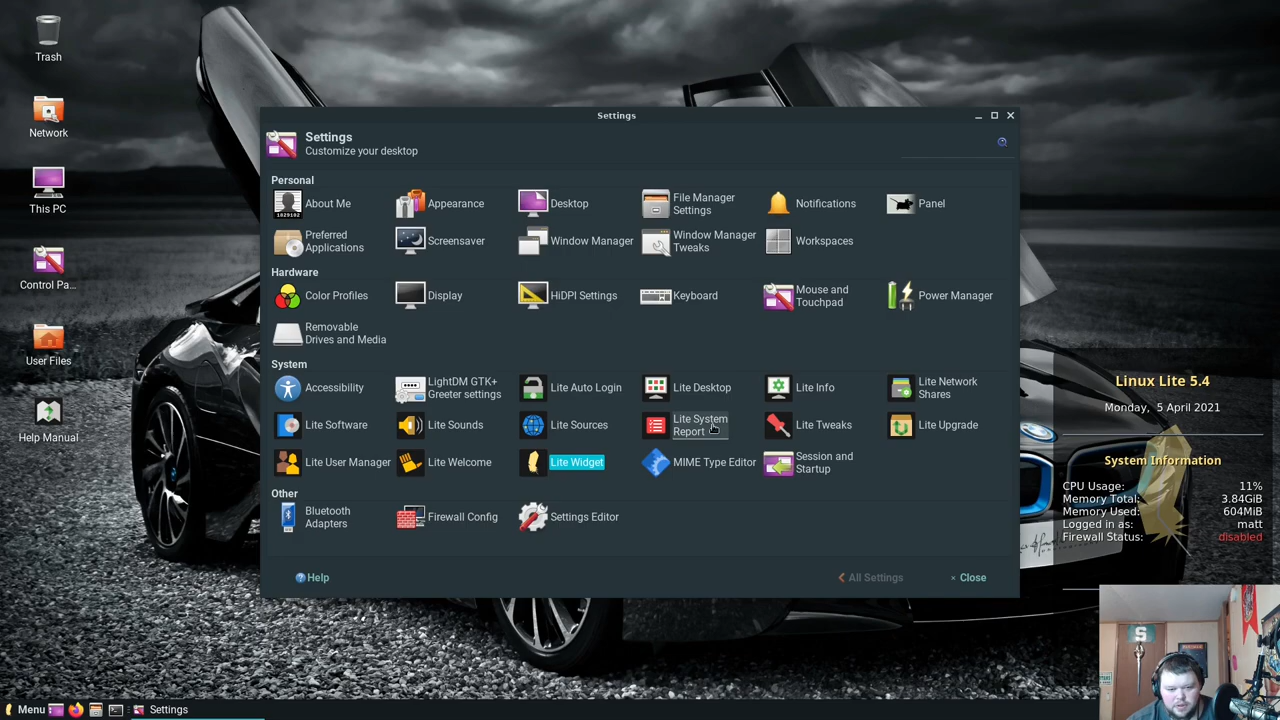 Trash
Network
This PC
Control Pa...
User Files
Help Manual
Settings
Settings
Customize your desktop
Personal
About Me
Appearance
Desktop
File Manager
Settings
Notifications
Panel
Preferred
Applications
Screensaver
Window Manager
Window Manager
Tweaks
Workspaces
Hardware
Color Profiles
Display
HiDPI Settings
Keyboard
Mouse and
Touchpad
Power Manager
Removable
Drives and Media
System
Accessibility
LightDM GTK+
Greeter settings
Lite Auto Login
Lite Desktop
Lite Info
Lite Network
Shares
Lite Software
Lite Sounds
Lite Sources
Lite System
Report
Lite Tweaks
Lite Upgrade
Lite User Manager
Lite Welcome
Lite Widget
MIME Type Editor
Session and
Startup
Other
Bluetooth
Adapters
Firewall Config
Settings Editor
Help
All Settings
Close
Linux Lite 5.4
Monday, 5 April 2021
System Information
CPU Usage: 11%
Memory Total: 3.84GiB
Memory Used: 604MiB
Logged in as: matt
Firewall Status: disabled
S
Menu
Settings